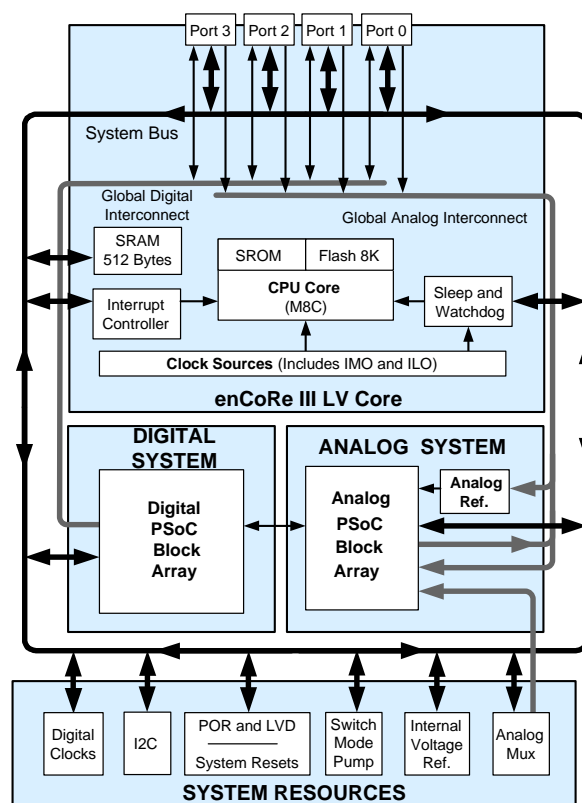 Port 3 Port 2 Port 1 Port 0
System Bus
Global Digital
Interconnect
Global Analog Interconnect
SRAM
512 Bytes
SROM Flash 8K
CPU Core
(M8C)
Interrupt
Controller
Sleep and
Watchdog
Clock Sources (Includes IMO and ILO)
enCoRe III LV Core
DIGITAL
SYSTEM
ANALOG SYSTEM
Digital
PSoC
Block
Array
Analog
PSoC
Block
Array
Analog
Ref.
Digital
Clocks
I2C
POR and LVD
System Resets
Switch
Mode
Pump
Internal
Voltage
Ref.
Analog
Mux
SYSTEM RESOURCES